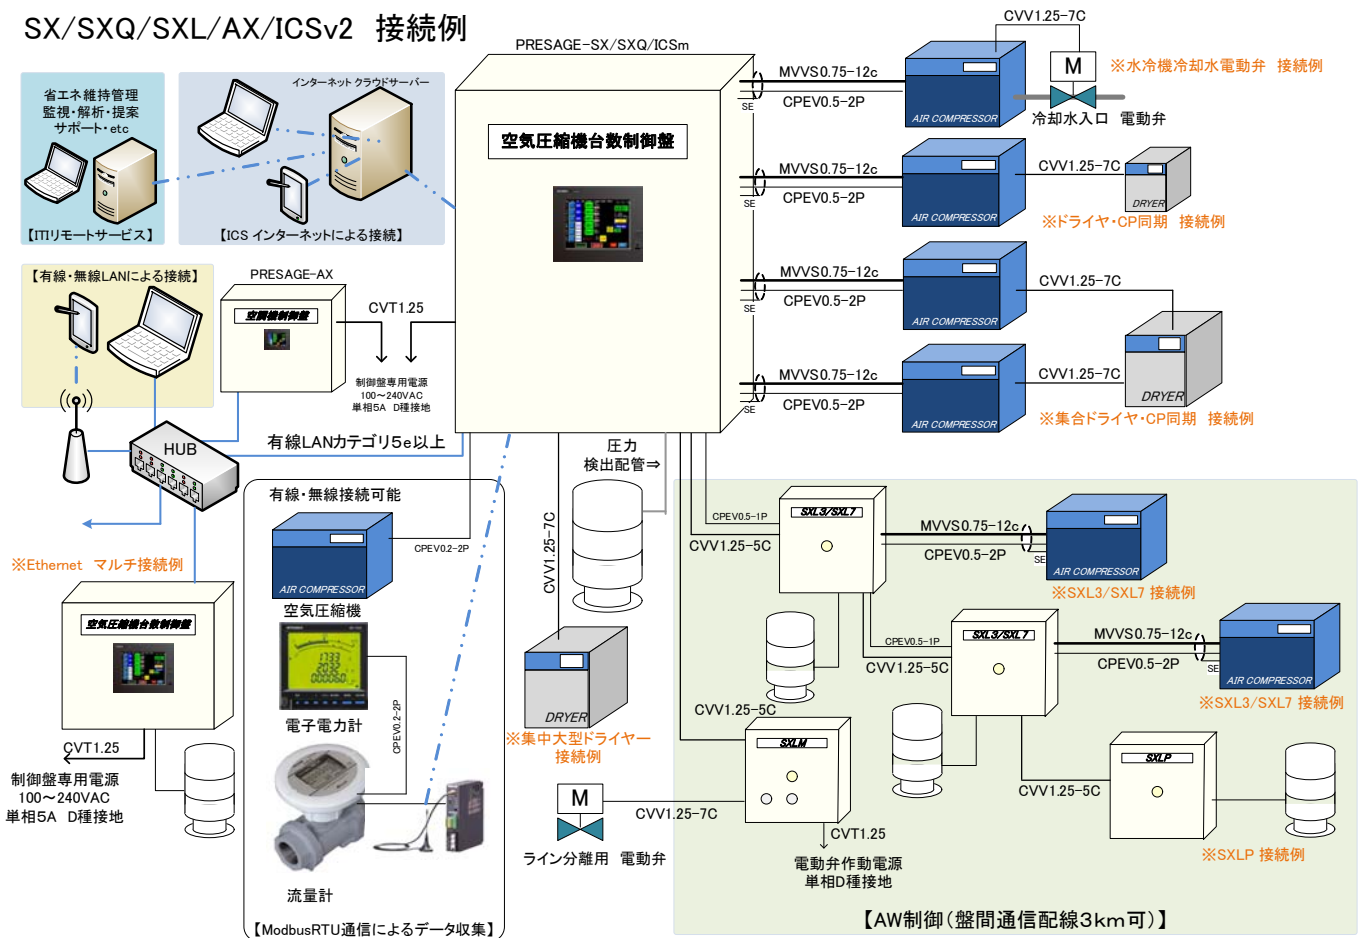 SX/SXQ/SXL/AX/ICSv2 接続例
省エネ維持管理
監視・解析・提案
サポート・etc
【ITIリモートサービス】
インターネット クラウドサーバー
【ICS インターネットによる接続】
PRESAGE-SX/SXQ/ICSm
空気圧縮機台数制御盤
MVVS0.75-12c
CPEV0.5-2P
SE
AIR COMPRESSOR
CVV1.25-7C
M
※水冷機冷却水電動弁 接続例
冷却水入口 電動弁
MVVS0.75-12c
CPEV0.5-2P
SE
AIR COMPRESSOR
CVV1.25-7C
DRYER
※ドライヤ・CP同期 接続例
MVVS0.75-12c
CPEV0.5-2P
SE
AIR COMPRESSOR
CVV1.25-7C
MVVS0.75-12c
CPEV0.5-2P
SE
AIR COMPRESSOR
CVV1.25-7C
DRYER
※集合ドライヤ・CP同期 接続例
【有線・無線LANによる接続】
PRESAGE-AX
空調機制御盤
CVT1.25
制御盤専用電源
100～240VAC
単相5A D種接地
HUB
有線LANカテゴリ5e以上
※Ethernet マルチ接続例
空気圧縮機台数制御盤
CVT1.25
制御盤専用電源
100～240VAC
単相5A D種接地
有線・無線接続可能
AIR COMPRESSOR
空気圧縮機
CPEV0.2-2P
1733
2032
000060
電子電力計
CPEV0.2-2P
流量計
【ModbusRTU通信によるデータ収集】
CVV1.25-7C
圧力
検出配管⇒
DRYER
※集中大型ドライヤー
接続例
M
ライン分離用 電動弁
CVV1.25-7C
CPEV0.5-1P
CVV1.25-5C
SXL3/SXL7
MVVS0.75-12c
CPEV0.5-2P
SE
AIR COMPRESSOR
※SXL3/SXL7 接続例
CPEV0.5-1P
CVV1.25-5C
SXL3/SXL7
MVVS0.75-12c
CPEV0.5-2P
SE
AIR COMPRESSOR
※SXL3/SXL7 接続例
CVV1.25-5C
SXLM
CVT1.25
電動弁作動電源
単相D種接地
CVV1.25-5C
SXLP
※SXLP 接続例
【AW制御（盤間通信配線3km可）】